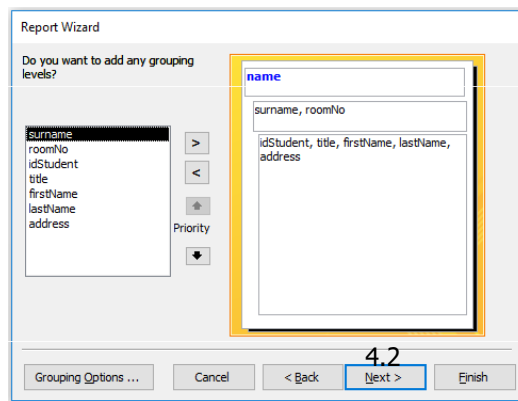 Report Wizard
Do you want to add any grouping
levels?
surname
roomNo
idStudent
title
firstName
lastName
address
>
<
Priority
name
surname, roomNo
idStudent, title, firstName, lastName,
address
4.2
Grouping Options ...
Cancel
< Back
Next >
Finish